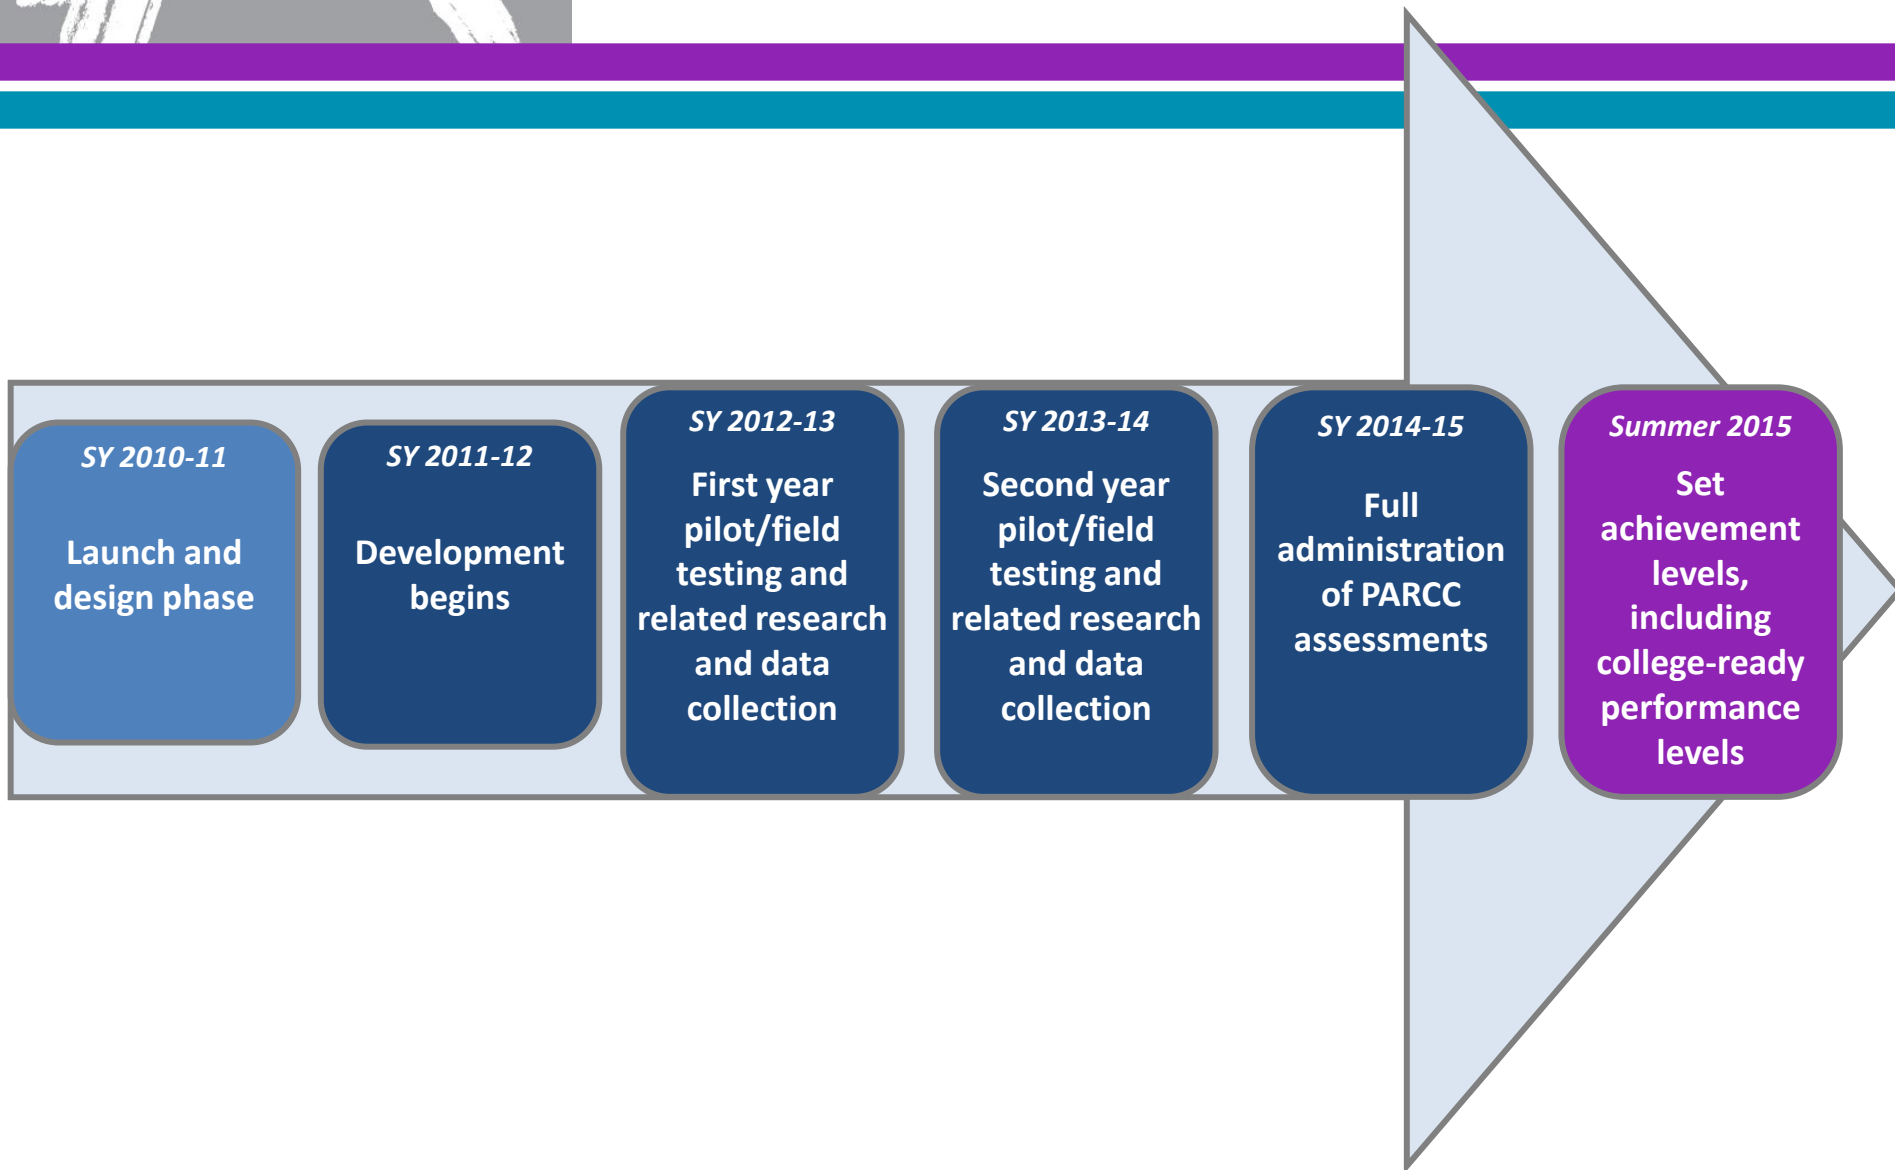 SY 2010-11
Launch and
design phase
SY 2011-12
Development
begins
SY 2012-13
First year
pilot/field
testing and
related research
and data
collection
SY 2013-14
Second year
pilot/field
testing and
related research
and data
collection
SY 2014-15
Full
administration
of PARCC
assessments
Summer 2015
Set
achievement
levels,
including
college-ready
performance
levels